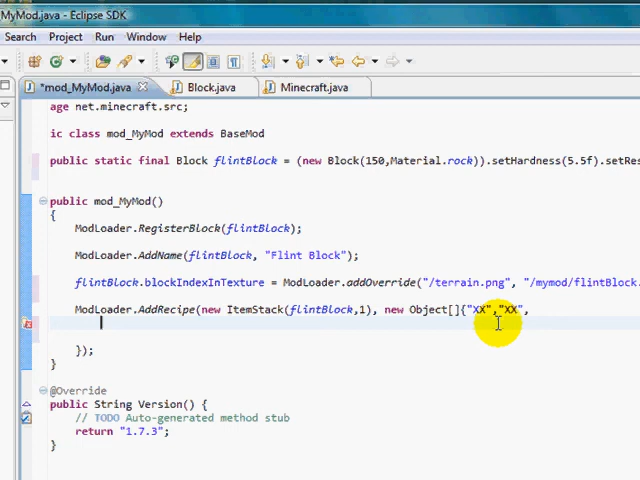 MyMod.java - Eclipse SDK
Search Project Run Window Help
*mod_MyMod.java Block.java Minecraft.java
age net.minecraft.src;
ic class mod_MyMod extends BaseMod
public static final Block flintBlock = (new Block(150,Material.rock)).setHardness(5.5f).setRes
public mod_MyMod()
{
ModLoader.RegisterBlock(flintBlock);
ModLoader.AddName(flintBlock, "Flint Block");
flintBlock.blockIndexInTexture = ModLoader.addOverride("/terrain.png", "/mymod/flintBlock.
ModLoader.AddRecipe(new ItemStack(flintBlock,1), new Object[]{"XX","XX",
});
}
@Override
public String Version() {
// TODO Auto-generated method stub
return "1.7.3";
}